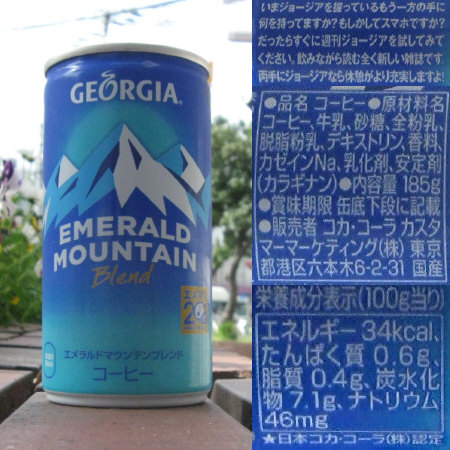 GEORGIA
EMERALD
MOUNTAIN
Blend
エメラルドマウンテンブレンド
コーヒー
いまジョージアを採っているもう一方の手に
何を持ってますか?もしかしてスマホですか?
だったらすぐに週刊ジョージアを試してみて
ください。飲みながら読む全く新しい雑誌です。
両手にジョージアなら休憩がより充実しますよ!
●品名 コーヒー●原材料名
コーヒー、牛乳、砂糖、全粉乳、
脱脂粉乳、デキストリン、香料、
カゼインNa、乳化剤、安定剤
(カラギナン)●内容量 185g
●賞味期限 缶底下段に記載
●販売者 コカ・コーラ カスタ
マーマーケティング(株) 東京
都港区六本木6-2-31 国産
栄養成分表示(100g当り)
エネルギー 34kcal、
たんぱく質 0.6g、
脂質 0.4g、炭水化
物 7.1g、ナトリウム
46mg
★日本コカ・コーラ(株)認定